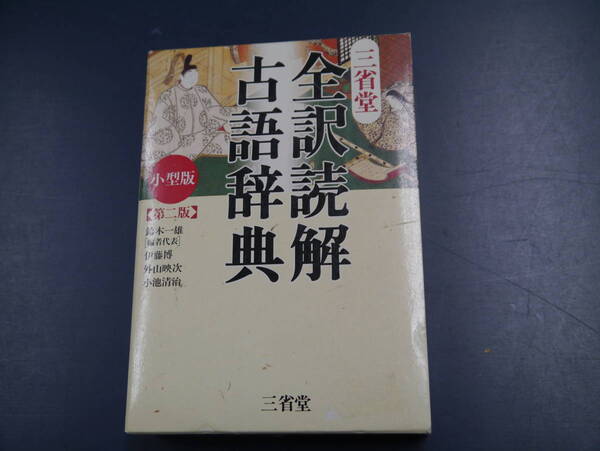 三省堂
全訳読解
古語辞典
小型版
【第二版】
鈴木一雄
[編者代表]
伊藤博
外山映次
小池清治
三省堂